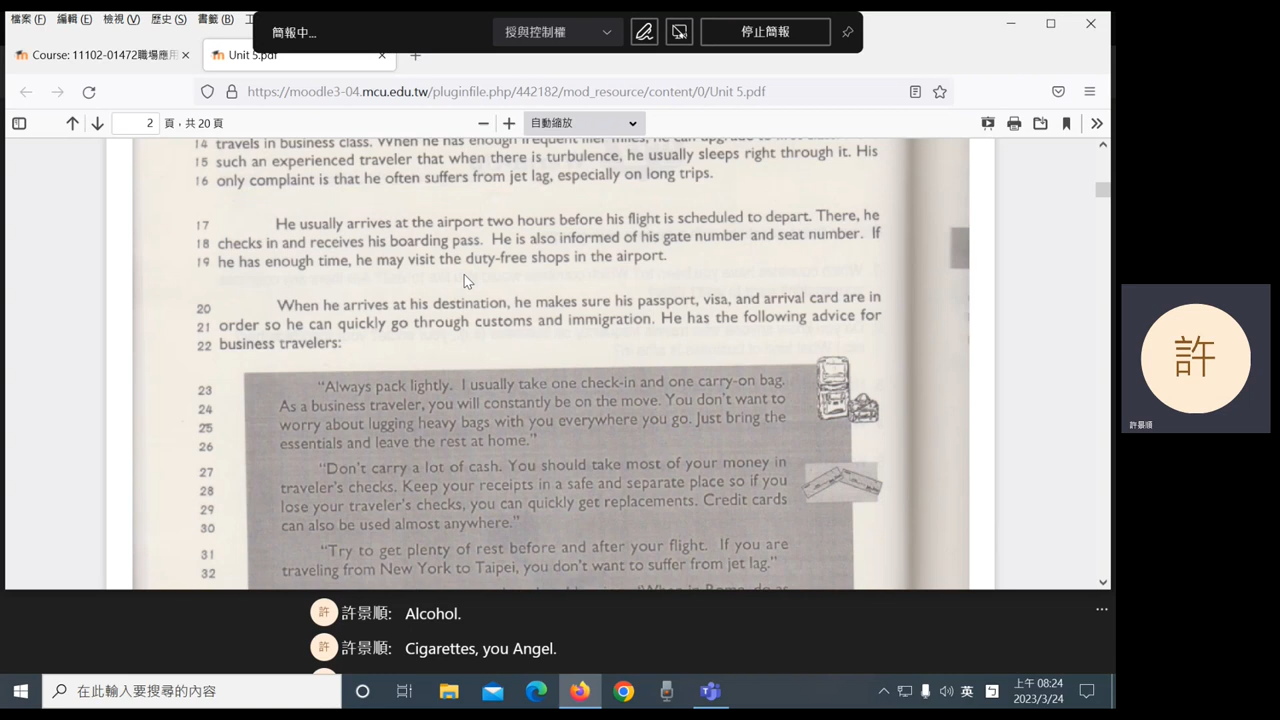 檔案(F) 編輯(E) 檢視(V) 歷史(S) 書籤(B)
簡報中...
授與控制權
停止簡報
Course: 11102-01472職場應用
Unit 5.pdf
https://moodle3-04.mcu.edu.tw/pluginfile.php/442182/mod_resource/content/0/Unit 5.pdf
2 頁，共 20 頁
自動縮放
14 travels in business class. When he has enough frequent flier miles, he can upgrade to first class
15 such an experienced traveler that when there is turbulence, he usually sleeps right through it. His
16 only complaint is that he often suffers from jet lag, especially on long trips.
17 He usually arrives at the airport two hours before his flight is scheduled to depart. There, he
18 checks in and receives his boarding pass. He is also informed of his gate number and seat number. If
19 he has enough time, he may visit the duty-free shops in the airport.
20 When he arrives at his destination, he makes sure his passport, visa, and arrival card are in
21 order so he can quickly go through customs and immigration. He has the following advice for
22 business travelers:
23 “Always pack lightly. I usually take one check-in and one carry-on bag.
24 As a business traveler, you will constantly be on the move. You don't want to
25 worry about lugging heavy bags with you everywhere you go. Just bring the
26 essentials and leave the rest at home.”
27 “Don't carry a lot of cash. You should take most of your money in
28 traveler's checks. Keep your receipts in a safe and separate place so if you
29 lose your traveler's checks, you can quickly get replacements. Credit cards
30 can also be used almost anywhere.”
31 “Try to get plenty of rest before and after your flight. If you are
32 traveling from New York to Taipei, you don't want to suffer from jet lag.”
'When in Rome, do as
許
許景順
許 許景順: Alcohol.
許 許景順: Cigarettes, you Angel.
在此輸入要搜尋的內容
英
上午 08:24
2023/3/24